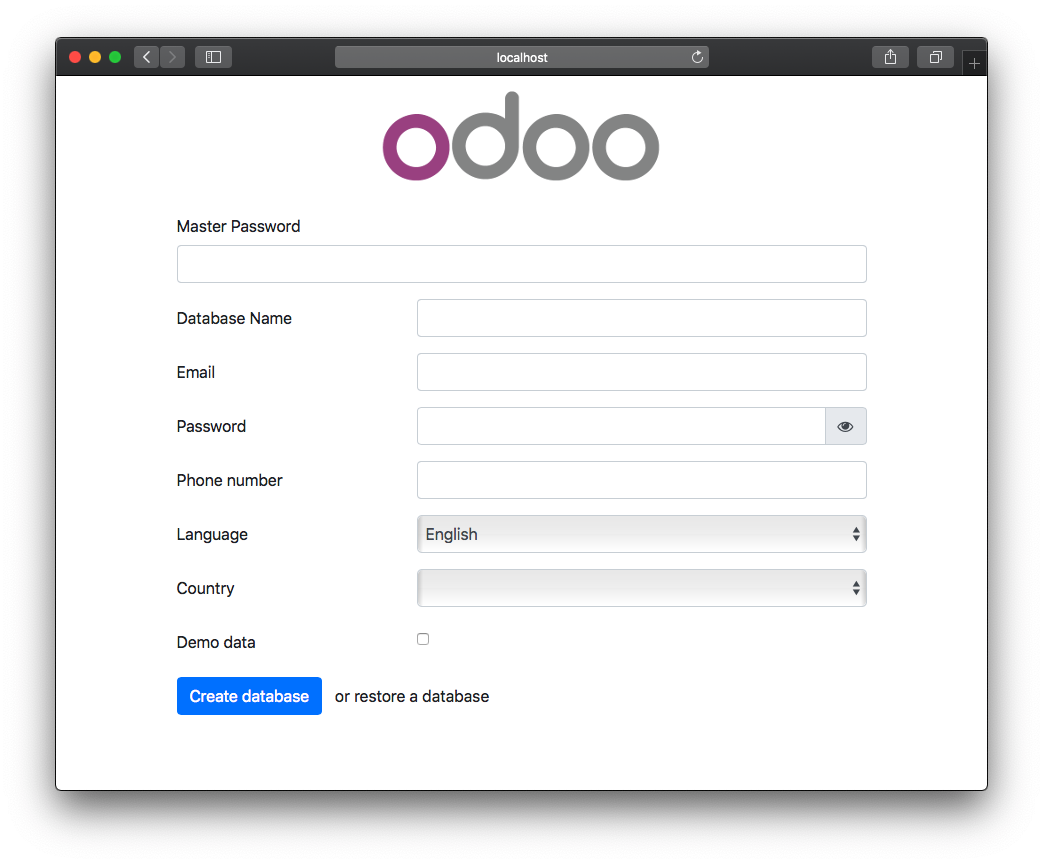 localhost
odoo
Master Password
Database Name
Email
Password
Phone number
Language
English
Country
Demo data
Create database or restore a database